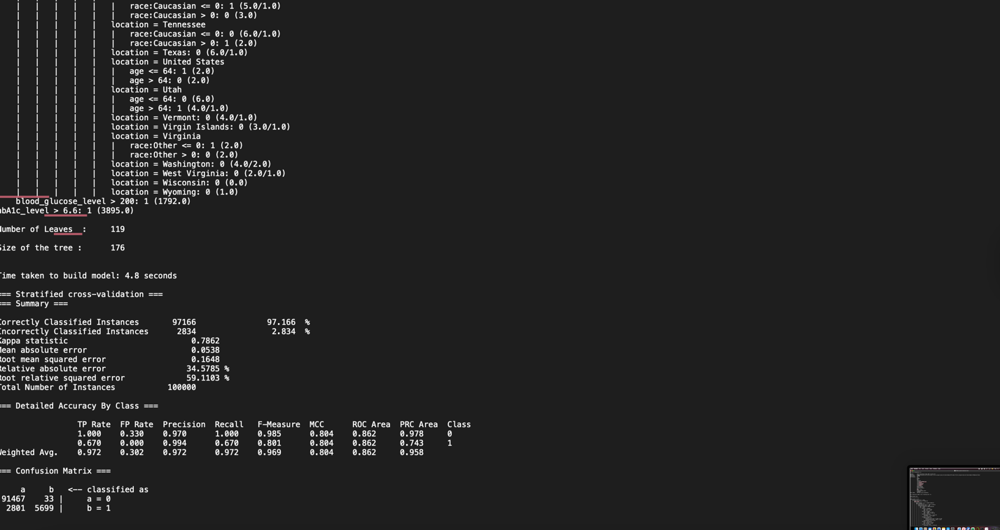 |    |    |    |    |    |   race:Caucasian <= 0: 1 (5.0/1.0)
|    |    |    |    |    |   race:Caucasian > 0: 0 (3.0)
|    |    |    |    |   location = Tennessee
|    |    |    |    |    |   race:Caucasian <= 0: 0 (6.0/1.0)
|    |    |    |    |    |   race:Caucasian > 0: 1 (2.0)
|    |    |    |    |   location = Texas: 0 (6.0/1.0)
|    |    |    |    |   location = United States
|    |    |    |    |    |   age <= 64: 1 (2.0)
|    |    |    |    |    |   age > 64: 0 (2.0)
|    |    |    |    |   location = Utah
|    |    |    |    |    |   age <= 64: 0 (6.0)
|    |    |    |    |    |   age > 64: 1 (4.0/1.0)
|    |    |    |    |   location = Vermont: 0 (4.0/1.0)
|    |    |    |    |   location = Virgin Islands: 0 (3.0/1.0)
|    |    |    |    |   location = Virginia
|    |    |    |    |    |   race:Other <= 0: 1 (2.0)
|    |    |    |    |    |   race:Other > 0: 0 (2.0)
|    |    |    |    |   location = Washington: 0 (4.0/2.0)
|    |    |    |    |   location = West Virginia: 0 (2.0/1.0)
|    |    |    |    |   location = Wisconsin: 0 (0.0)
|    |    |    |    |   location = Wyoming: 0 (1.0)
blood_glucose_level > 200: 1 (1792.0)
bA1c_level > 6.6: 1 (3895.0)
Number of Leaves  :     119
Size of the tree :      176
Time taken to build model: 4.8 seconds
=== Stratified cross-validation ===
=== Summary ===
Correctly Classified Instances       97166               97.166  %
Incorrectly Classified Instances      2834                2.834  %
Kappa statistic                          0.7862
Mean absolute error                      0.0538
Root mean squared error                  0.1648
Relative absolute error                 34.5785 %
Root relative squared error             59.1103 %
Total Number of Instances           100000
=== Detailed Accuracy By Class ===
TP Rate  FP Rate  Precision  Recall   F-Measure  MCC      ROC Area  PRC Area  Class
1.000    0.330    0.970      1.000    0.985      0.804    0.862     0.978     0
0.670    0.000    0.994      0.670    0.801      0.804    0.862     0.743     1
Weighted Avg.    0.972    0.302    0.972      0.972    0.969      0.804    0.862     0.958
=== Confusion Matrix ===
a     b   <-- classified as
91467    33 |     a = 0
2801  5699 |     b = 1